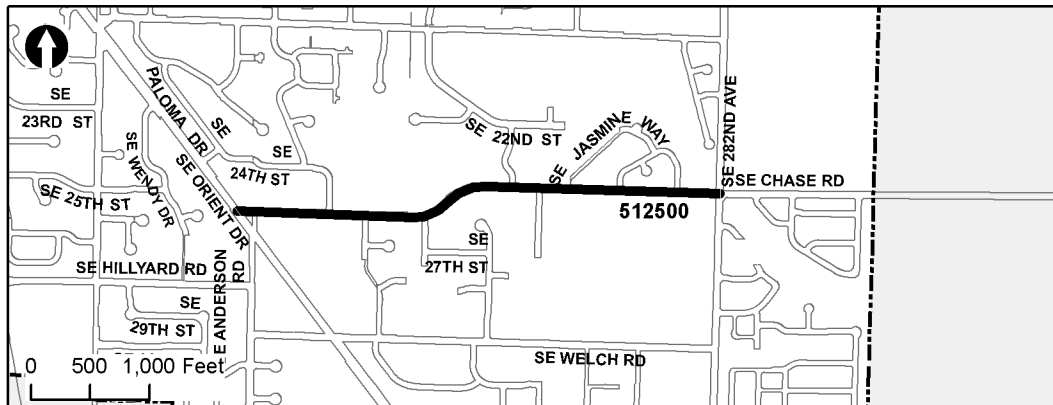 SE
23RD ST
PALOMA DR
SE
SE WENDY DR
SE ORIENT DR
SE
24TH ST
SE 25TH ST
SE 22ND ST
SE JASMINE WAY
SE 282ND AVE
SE CHASE RD
512500
SE
27TH ST
SE HILLYARD RD
SE
29TH ST
E ANDERSON
RD
SE WELCH RD
0 500 1,000 Feet